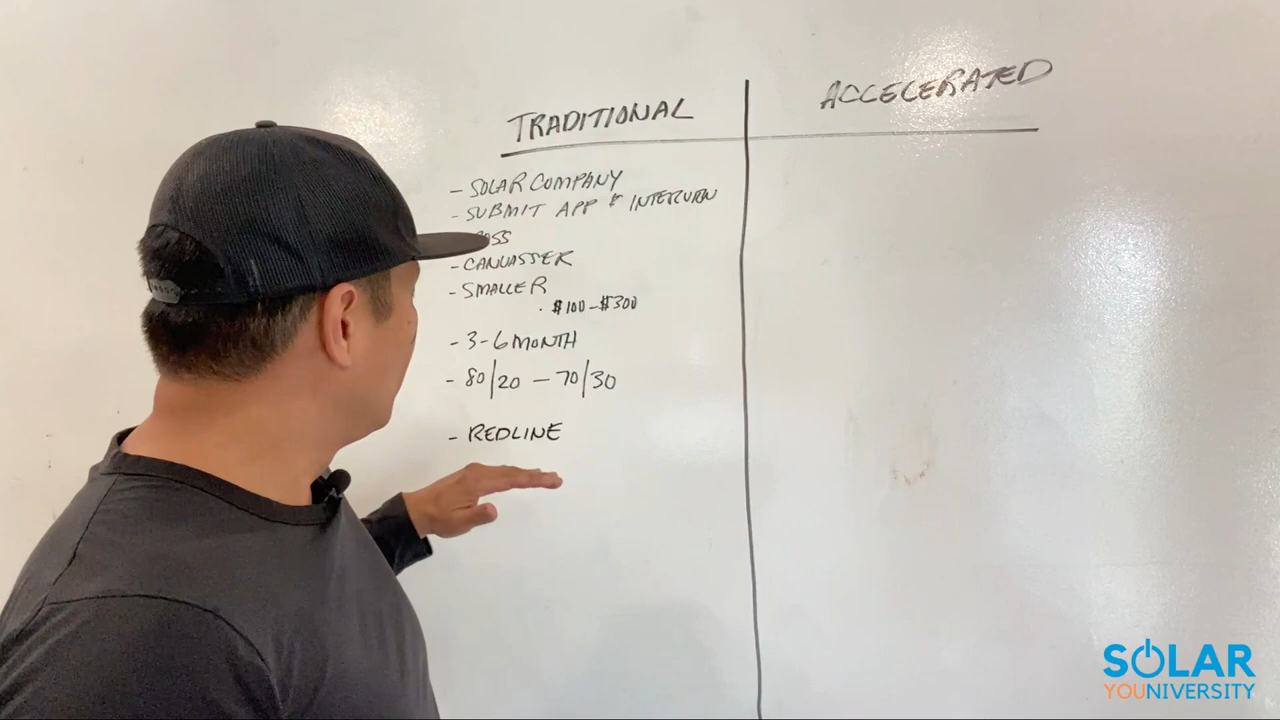 TRADITIONAL
- SOLAR COMPANY
- SUBMIT APP & INTERVIEW
BOSS
- CANVASSER
- SMALLER
· $100-$300
- 3-6 MONTH
- 80/20 - 70/30
- REDLINE
ACCELERATED
SOLAR
YOUNIVERSITY